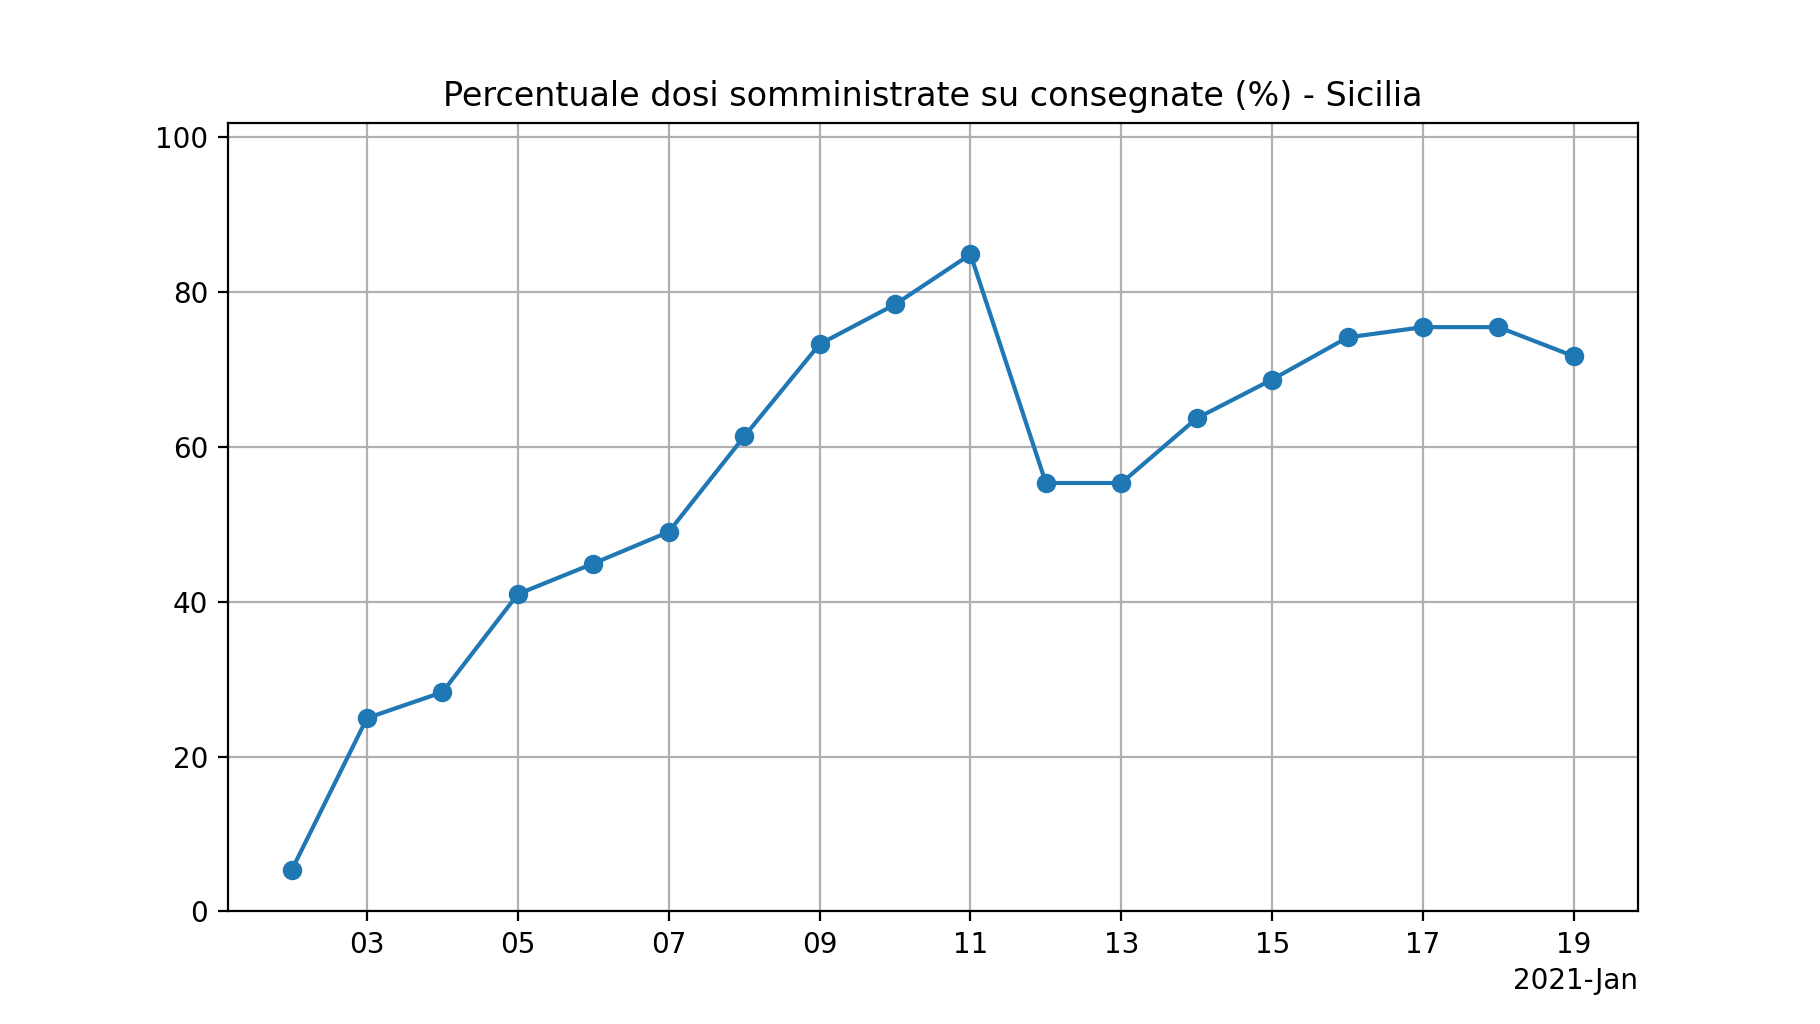 Percentuale dosi somministrate su consegnate (%) - Sicilia
100
80
60
40
20
0
03 05 07 09 11 13 15 17 19
2021-Jan